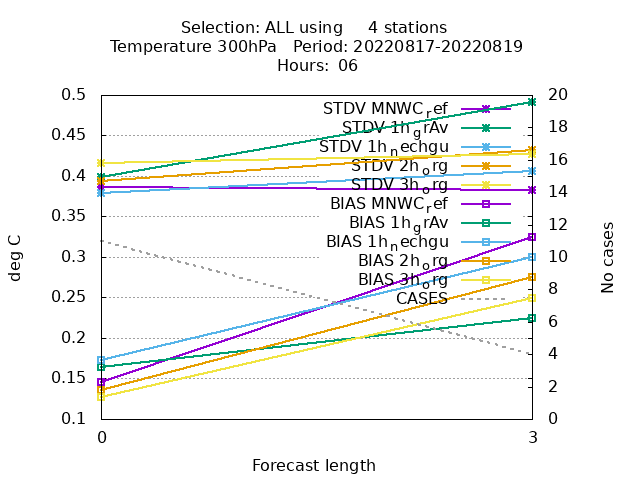 Selection: ALL using 4 stations
Temperature 300hPa Period: 20220817-20220819
Hours: 06
0.5
0.45
0.4
0.35
0.3
0.25
0.2
0.15
0.1
deg C
STDV MNWC_ref
STDV 1h_grAv
STDV 1h_nechgu
STDV 2h_org
STDV 3h_org
BIAS MNWC_ref
BIAS 1h_grAv
BIAS 1h_nechgu
BIAS 2h_org
BIAS 3h_org
CASES
20
18
16
14
12
10
8
6
4
2
0
No cases
0 3
Forecast length